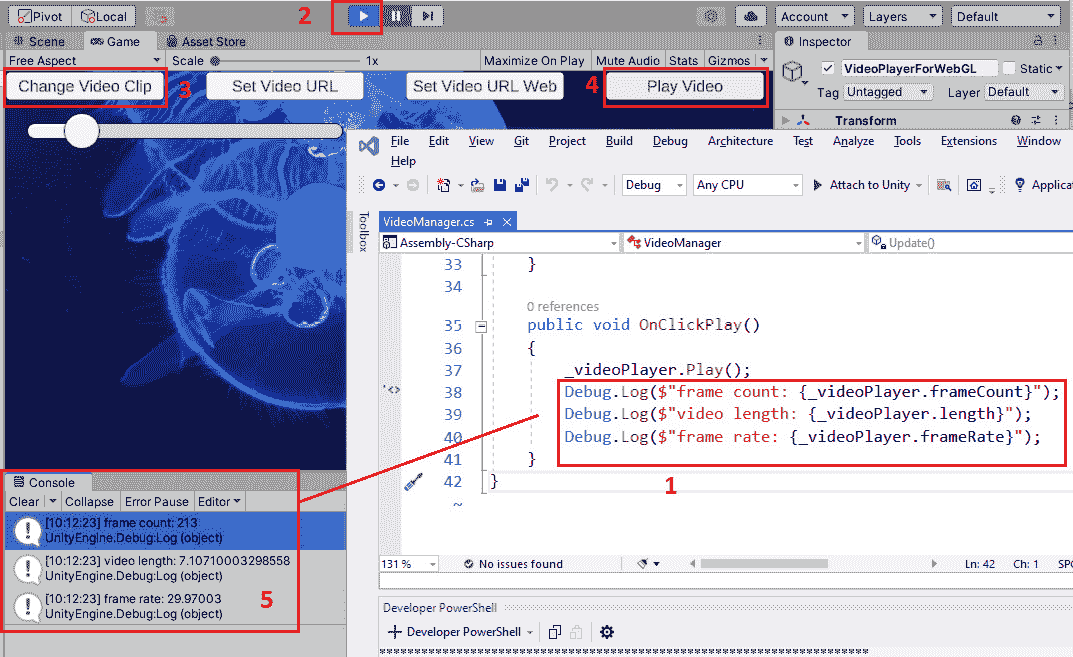 Pivot Local 2 Account Layers Default
Scene Game Asset Store Inspector
Free Aspect Scale 1x Maximize On Play Mute Audio Stats Gizmos
VideoPlayerForWebGL Static
Change Video Clip 3 Set Video URL Set Video URL Web 4 Play Video
Tag Untagged Layer Default
Transform
File Edit View Git Project Build Debug Architecture Test Analyze Tools Extensions Window
Help
Debug Any CPU Attach to Unity Applica
Toolbox
VideoManager.cs
Assembly-CSharp VideoManager Update()
33 }
34
0 references
35 public void OnClickPlay()
36 {
37 _videoPlayer.Play();
38 Debug.Log($"frame count: {_videoPlayer.frameCount}");
39 Debug.Log($"video length: {_videoPlayer.length}");
40 Debug.Log($"frame rate: {_videoPlayer.frameRate}");
41 }
42 }
~
1
131 % No issues found Ln: 42 Ch: 1 SPC
Developer PowerShell
Developer PowerShell
Console
Clear Collapse Error Pause Editor
[10:12:23] frame count: 213
UnityEngine.Debug:Log (object)
[10:12:23] video length: 7.10710003298558
UnityEngine.Debug:Log (object)
[10:12:23] frame rate: 29.97003
UnityEngine.Debug:Log (object)
5